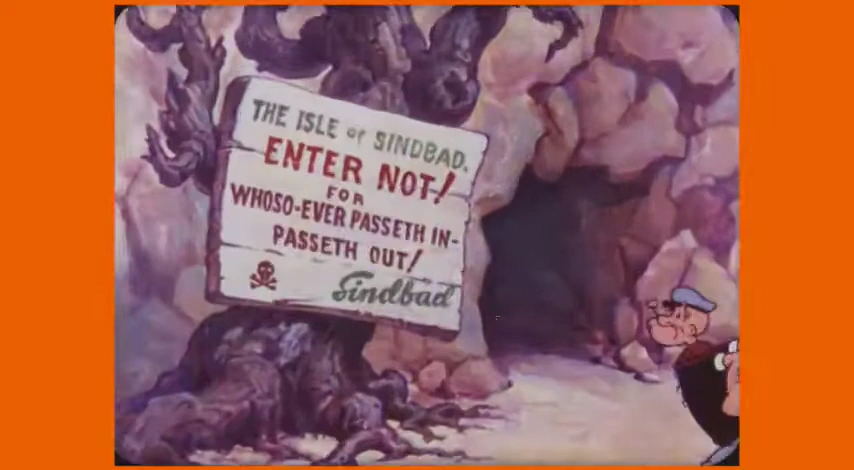 THE ISLE of SINDBAD.
ENTER NOT!
FOR
WHOSO-EVER PASSETH IN-
PASSETH OUT!
Sindbad